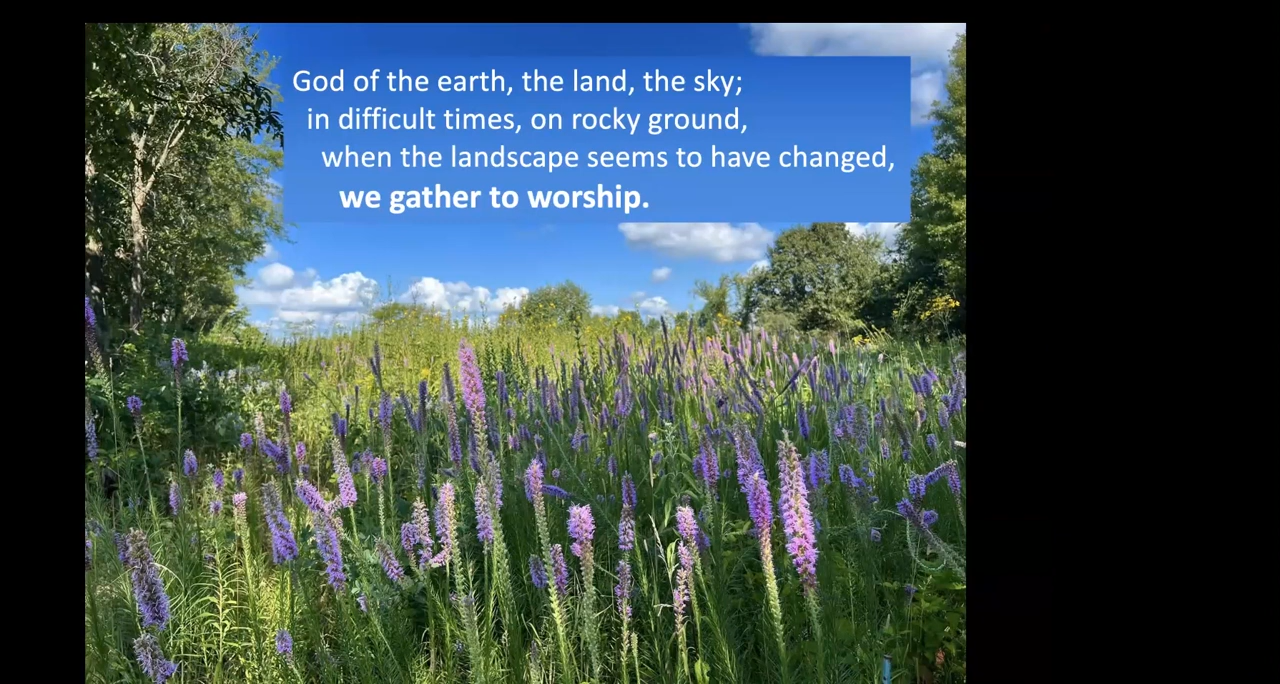 God of the earth, the land, the sky;
in difficult times, on rocky ground,
when the landscape seems to have changed,
we gather to worship.